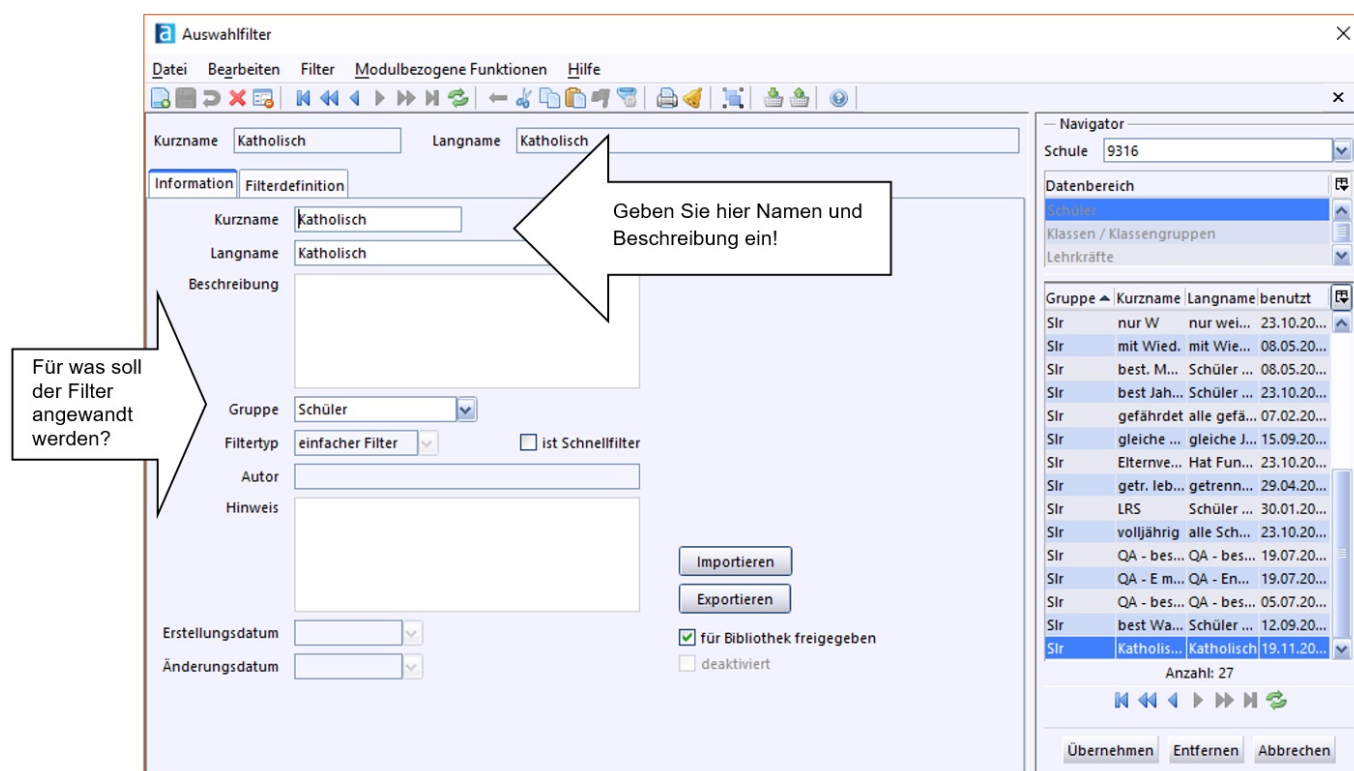 Auswahlfilter
Datei Bearbeiten Filter Modulbezogene Funktionen Hilfe
Kurzname Katholisch Langname Katholisch
Information Filterdefinition
Kurzname Katholisch
Langname Katholisch
Beschreibung
Geben Sie hier Namen und
Beschreibung ein!
Für was soll
der Filter
angewandt
werden?
Gruppe Schüler
Filtertyp einfacher Filter ist Schnellfilter
Autor
Hinweis
Importieren
Exportieren
Erstellungsdatum
für Bibliothek freigegeben
Änderungsdatum
deaktiviert
Navigator
Schule 9316
Datenbereich
Schüler
Klassen / Klassengruppen
Lehrkräfte
Gruppe Kurzname Langname benutzt
Slr nur W nur wei... 23.10.20...
Slr mit Wied. mit Wie... 08.05.20...
Slr best. M... Schüler ... 08.05.20...
Slr best Jah... Schüler ... 23.10.20...
Slr gefährdet alle gefä... 07.02.20...
Slr gleiche ... gleiche J... 15.09.20...
Slr Elternve... Hat Fun... 23.10.20...
Slr getr. leb... getrenn... 29.04.20...
Slr LRS Schüler ... 30.01.20...
Slr volljährig alle Sch... 23.10.20...
Slr QA - bes... QA - bes... 19.07.20...
Slr QA - E m... QA - En... 19.07.20...
Slr QA - bes... QA - bes... 05.07.20...
Slr best Wa... Schüler ... 12.09.20...
Slr Katholis... Katholisch 19.11.20...
Anzahl: 27
Übernehmen Entfernen Abbrechen